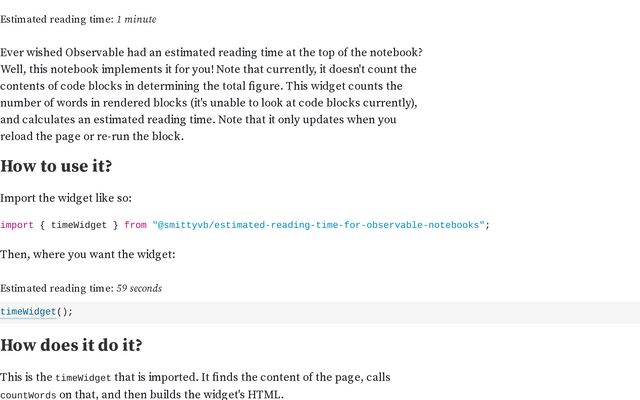 Estimated reading time: 1 minute
Ever wished Observable had an estimated reading time at the top of the notebook?
Well, this notebook implements it for you! Note that currently, it doesn't count the
contents of code blocks in determining the total figure. This widget counts the
number of words in rendered blocks (it's unable to look at code blocks currently),
and calculates an estimated reading time. Note that it only updates when you
reload the page or re-run the block.
How to use it?
Import the widget like so:
import { timeWidget } from "@smittyvb/estimated-reading-time-for-observable-notebooks";
Then, where you want the widget:
Estimated reading time: 59 seconds
timeWidget();
How does it do it?
This is the timeWidget that is imported. It finds the content of the page, calls
countWords on that, and then builds the widget's HTML.